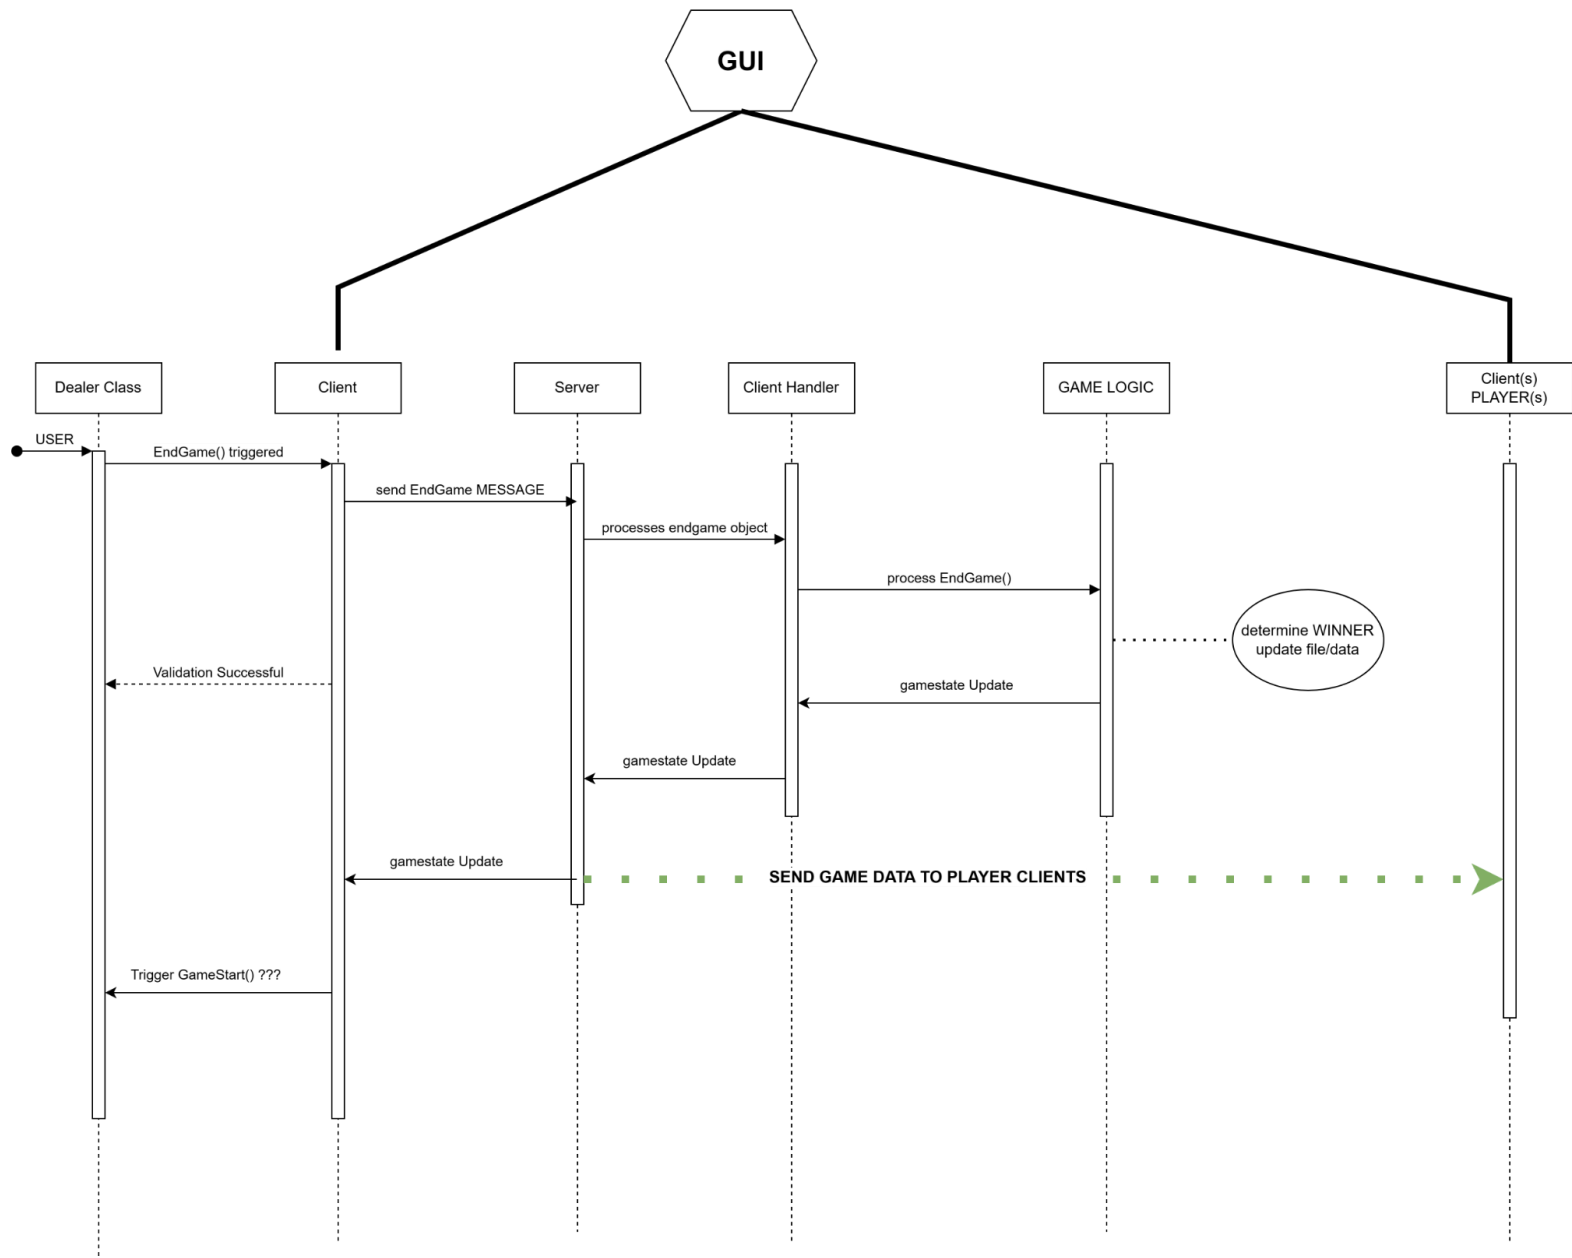 GUI
Dealer Class
Client
Server
Client Handler
GAME LOGIC
Client(s)
PLAYER(s)
USER
EndGame() triggered
send EndGame MESSAGE
processes endgame object
process EndGame()
determine WINNER
update file/data
Validation Successful
gamestate Update
gamestate Update
gamestate Update
SEND GAME DATA TO PLAYER CLIENTS
Trigger GameStart() ???